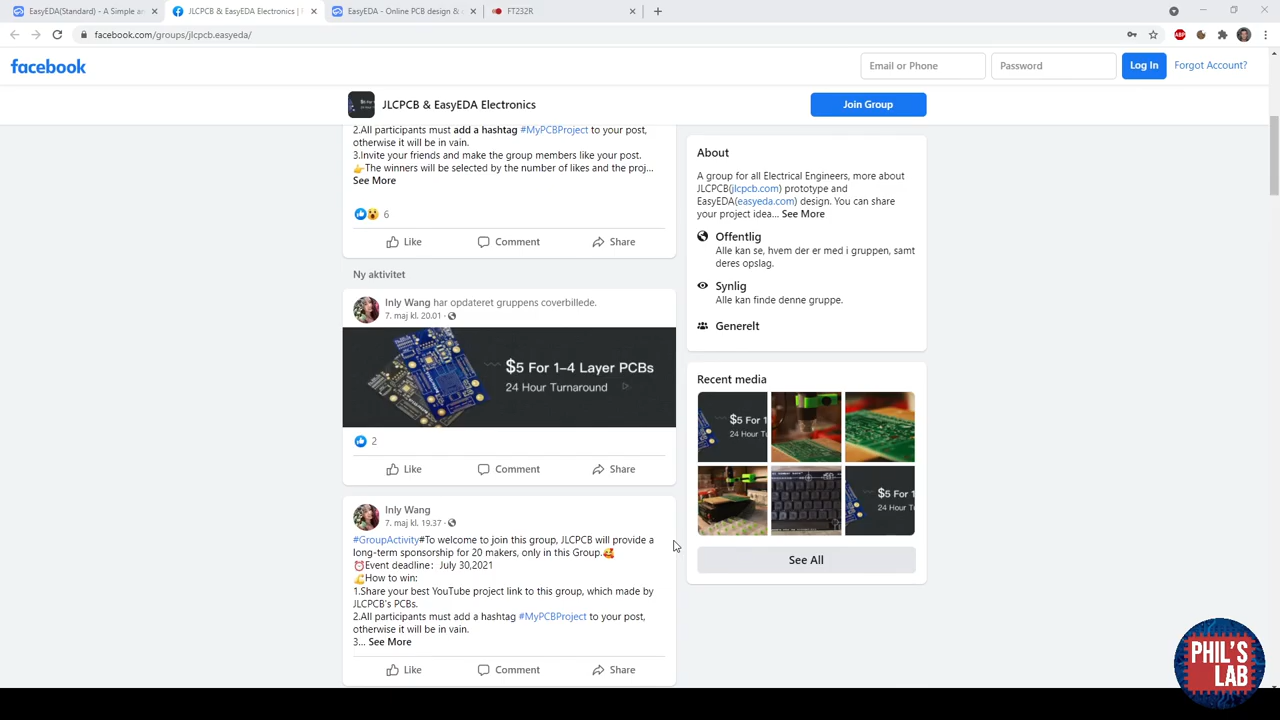 EasyEDA(Standard) - A Simple an
JLCPCB & EasyEDA Electronics |
EasyEDA - Online PCB design &
FT232R
facebook.com/groups/jlcpcb.easyeda/
ABP
facebook
Email or Phone
Password
Log In
Forgot Account?
JLCPCB & EasyEDA Electronics
Join Group
2.All participants must add a hashtag #MyPCBProject to your post,
otherwise it will be in vain.
3.Invite your friends and make the group members like your post.
👉The winners will be selected by the number of likes and the proj...
See More
6
Like
Comment
Share
Ny aktivitet
Inly Wang har opdateret gruppens coverbillede.
7. maj kl. 20.01 ·
$5 For 1-4 Layer PCBs
24 Hour Turnaround
2
Like
Comment
Share
Inly Wang
7. maj kl. 19.37 ·
#GroupActivity#To welcome to join this group, JLCPCB will provide a
long-term sponsorship for 20 makers, only in this Group.🥰
⏰Event deadline: July 30,2021
💪How to win:
1.Share your best YouTube project link to this group, which made by
JLCPCB's PCBs.
2.All participants must add a hashtag #MyPCBProject to your post,
otherwise it will be in vain.
3... See More
Like
Comment
Share
About
A group for all Electrical Engineers, more about
JLCPCB(jlcpcb.com) prototype and
EasyEDA(easyeda.com) design. You can share
your project idea... See More
Offentlig
Alle kan se, hvem der er med i gruppen, samt
deres opslag.
Synlig
Alle kan finde denne gruppe.
Generelt
Recent media
$5 For 1
24 Hour Tu
$5 For 1
24 Hour Tu
See All
PHIL'S
LAB